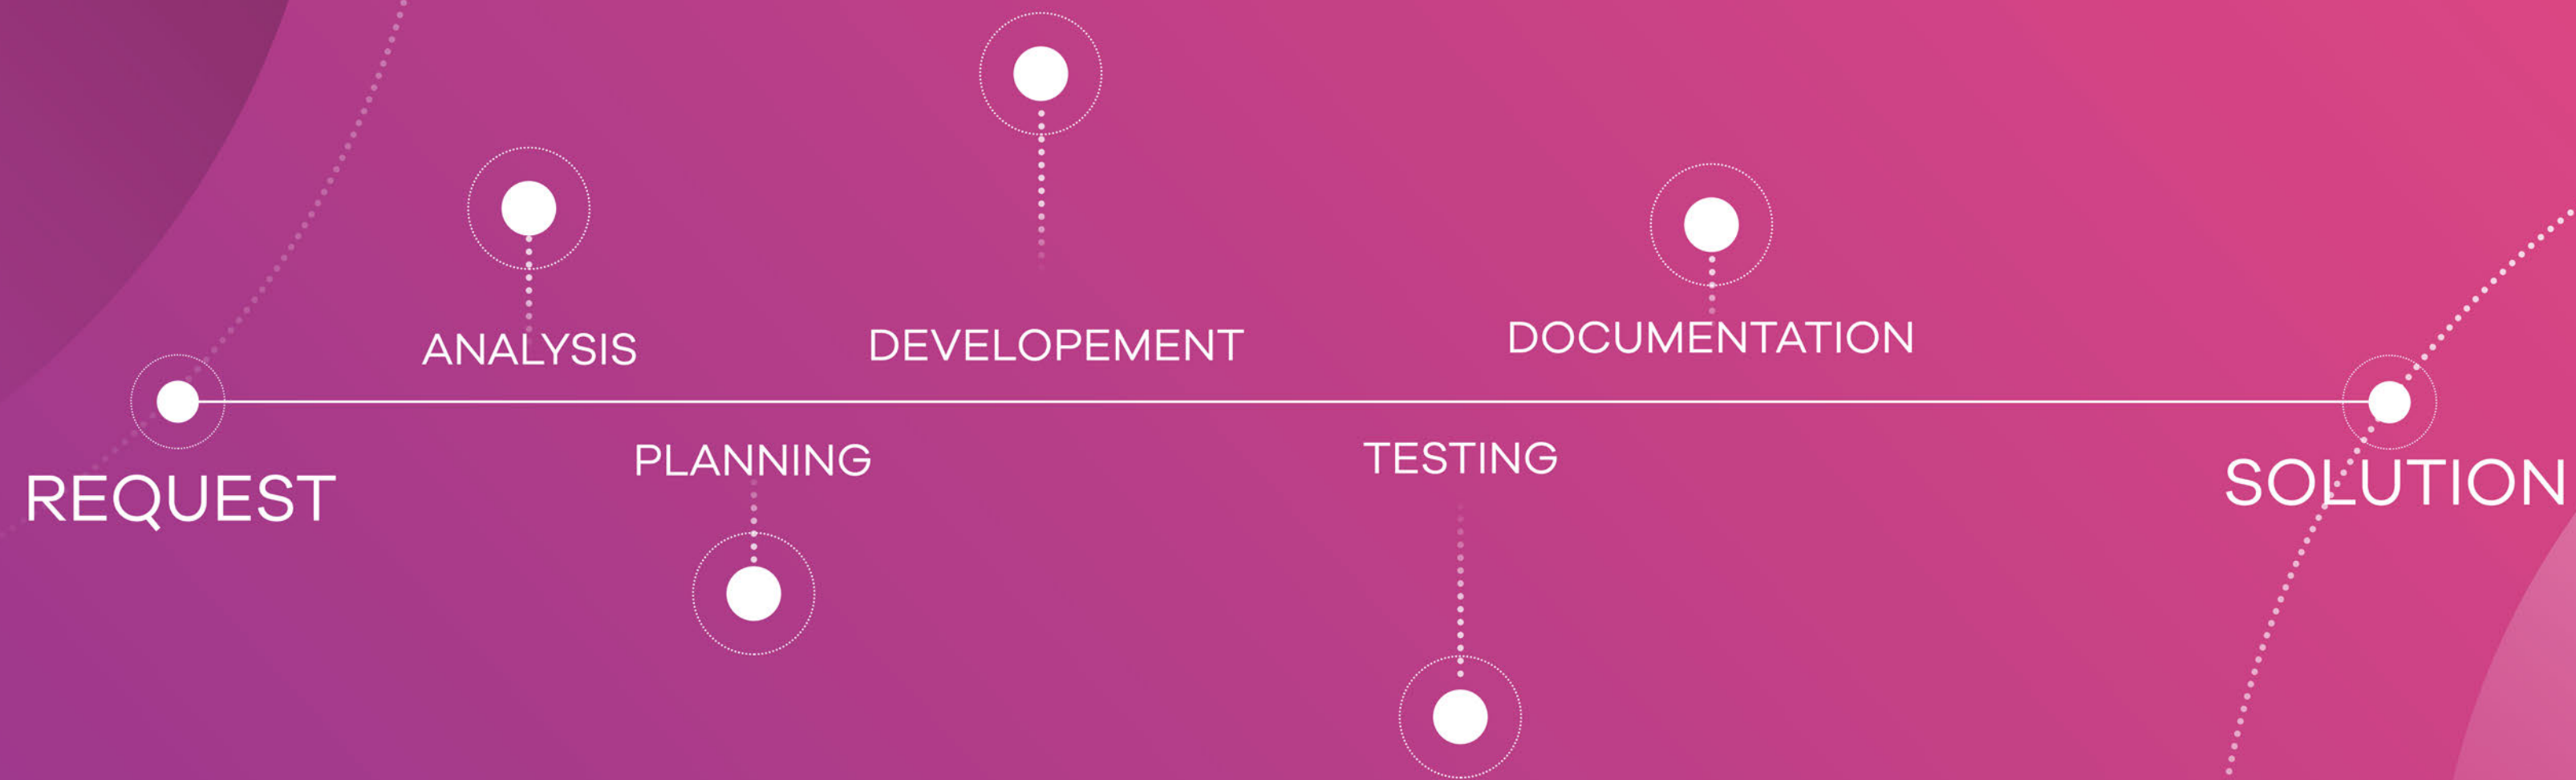 REQUEST
ANALYSIS
PLANNING
DEVELOPEMENT
TESTING
DOCUMENTATION
SOLUTION